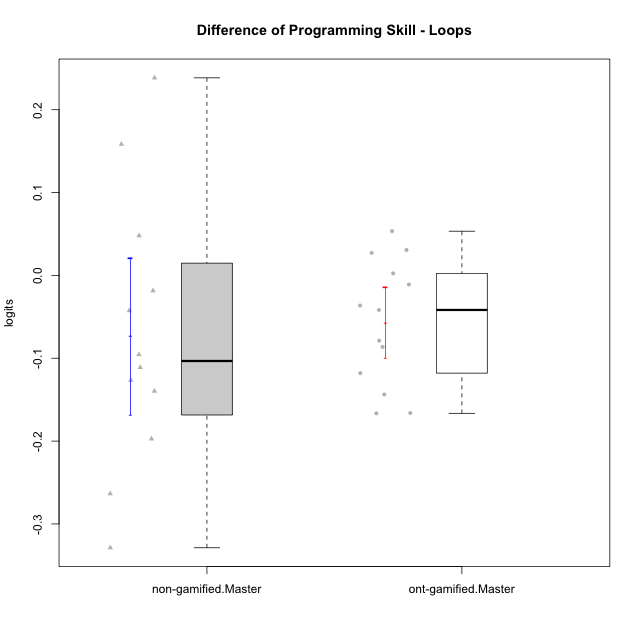 Difference of Programming Skill - Loops
logits
0.2
0.1
0.0
-0.1
-0.2
-0.3
non-gamified.Master
ont-gamified.Master